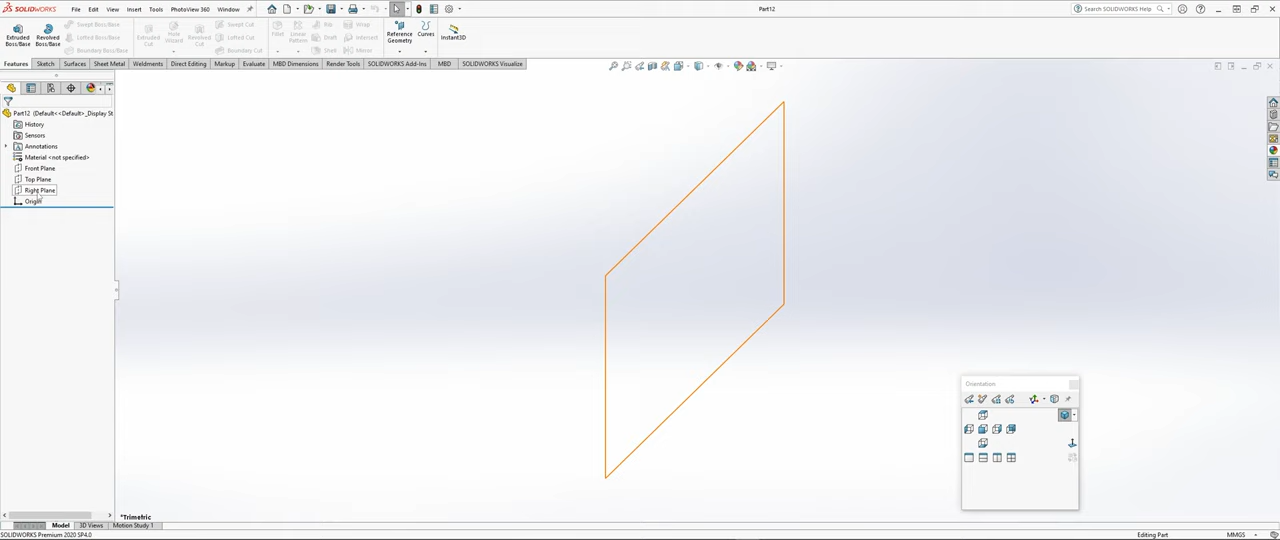 SOLIDWORKS File Edit View Insert Tools PhotoView 360 Window Part12 Search SOLIDWORKS Help
Extruded Boss/Base
Revolved Boss/Base
Swept Boss/Base
Lofted Boss/Base
Boundary Boss/Base
Extruded Cut
Hole Wizard
Revolved Cut
Swept Cut
Lofted Cut
Boundary Cut
Fillet
Linear Pattern
Rib
Draft
Shell
Wrap
Intersect
Mirror
Reference Geometry
Curves
Instant3D
Features Sketch Surfaces Sheet Metal Weldments Direct Editing Markup Evaluate MBD Dimensions Render Tools SOLIDWORKS Add-Ins MBD SOLIDWORKS Visualize
Part12 (Default<<Default>_Display St
History
Sensors
Annotations
Material <not specified>
Front Plane
Top Plane
Right Plane
Origin
Orientation
*Trimetric
Model 3D Views Motion Study 1
SOLIDWORKS Premium 2020 SP4.0 Editing Part MMGS